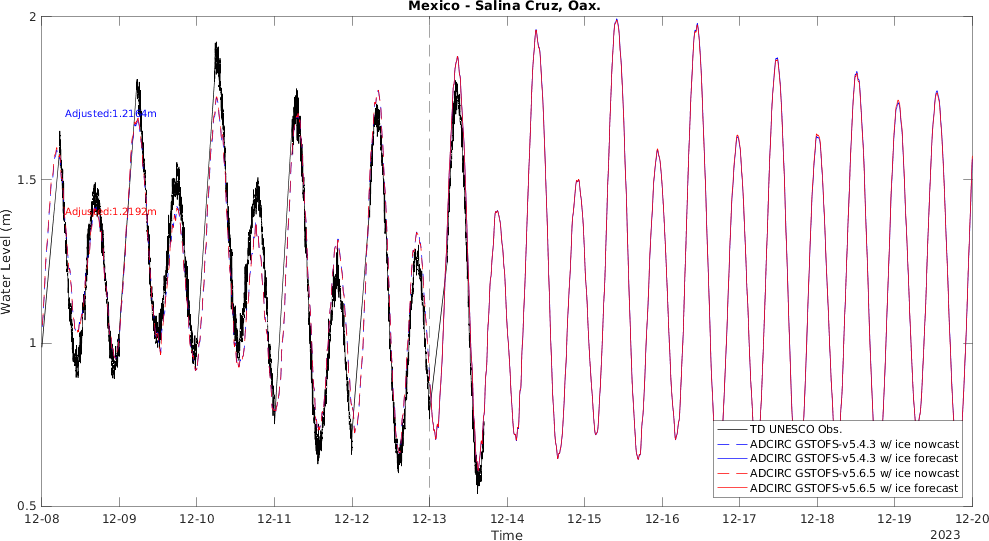 Mexico - Salina Cruz, Oax.
2
1.5
1
0.5
Water Level (m)
Adjusted:1.2164m
Adjusted:1.2192m
TD UNESCO Obs.
ADCIRC GSTOFS-v5.4.3 w/ ice nowcast
ADCIRC GSTOFS-v5.4.3 w/ ice forecast
ADCIRC GSTOFS-v5.6.5 w/ ice nowcast
ADCIRC GSTOFS-v5.6.5 w/ ice forecast
12-08 12-09 12-10 12-11 12-12 12-13 12-14 12-15 12-16 12-17 12-18 12-19 12-20
Time
2023